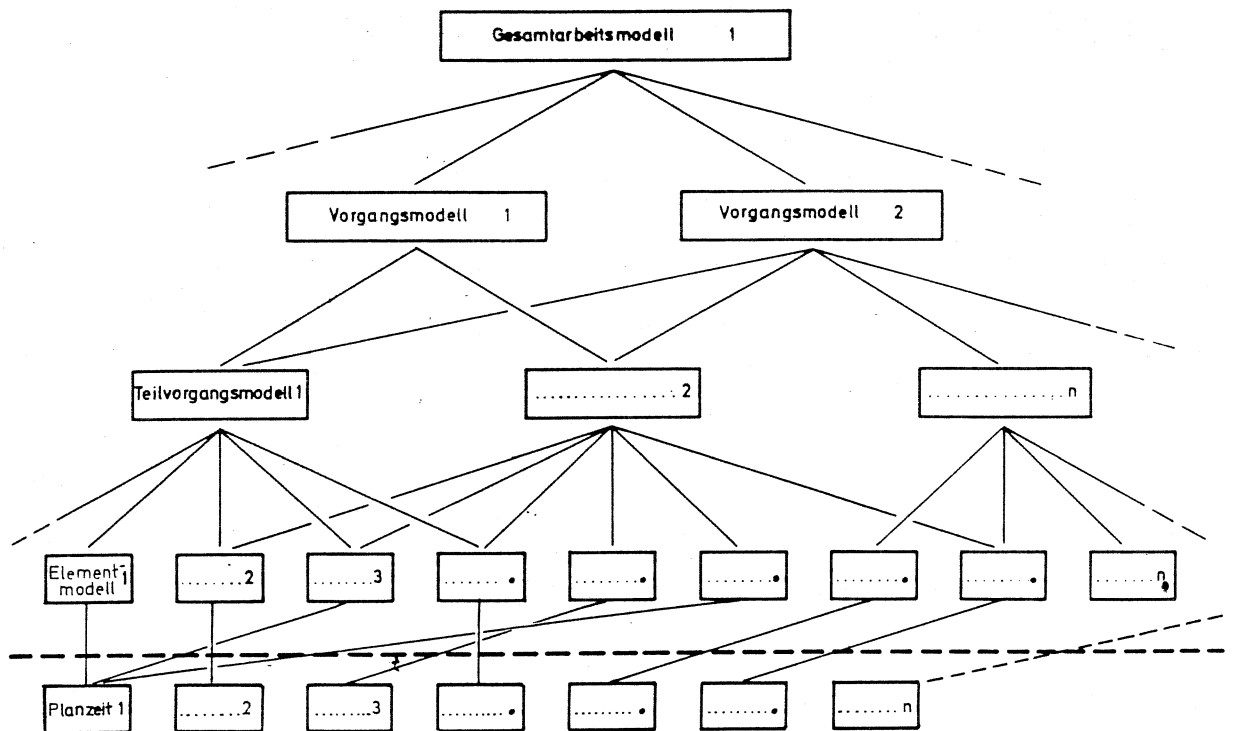 Gesamtarbeitsmodell 1
Vorgangsmodell 1
Vorgangsmodell 2
Teilvorgangsmodell 1
................. 2
................ n
Element-
modell 1
........ 2
........ 3
........ •
........ •
........ •
........ •
........ •
........ n
Planzeit 1
......... 2
......... 3
......... •
......... •
......... •
......... n